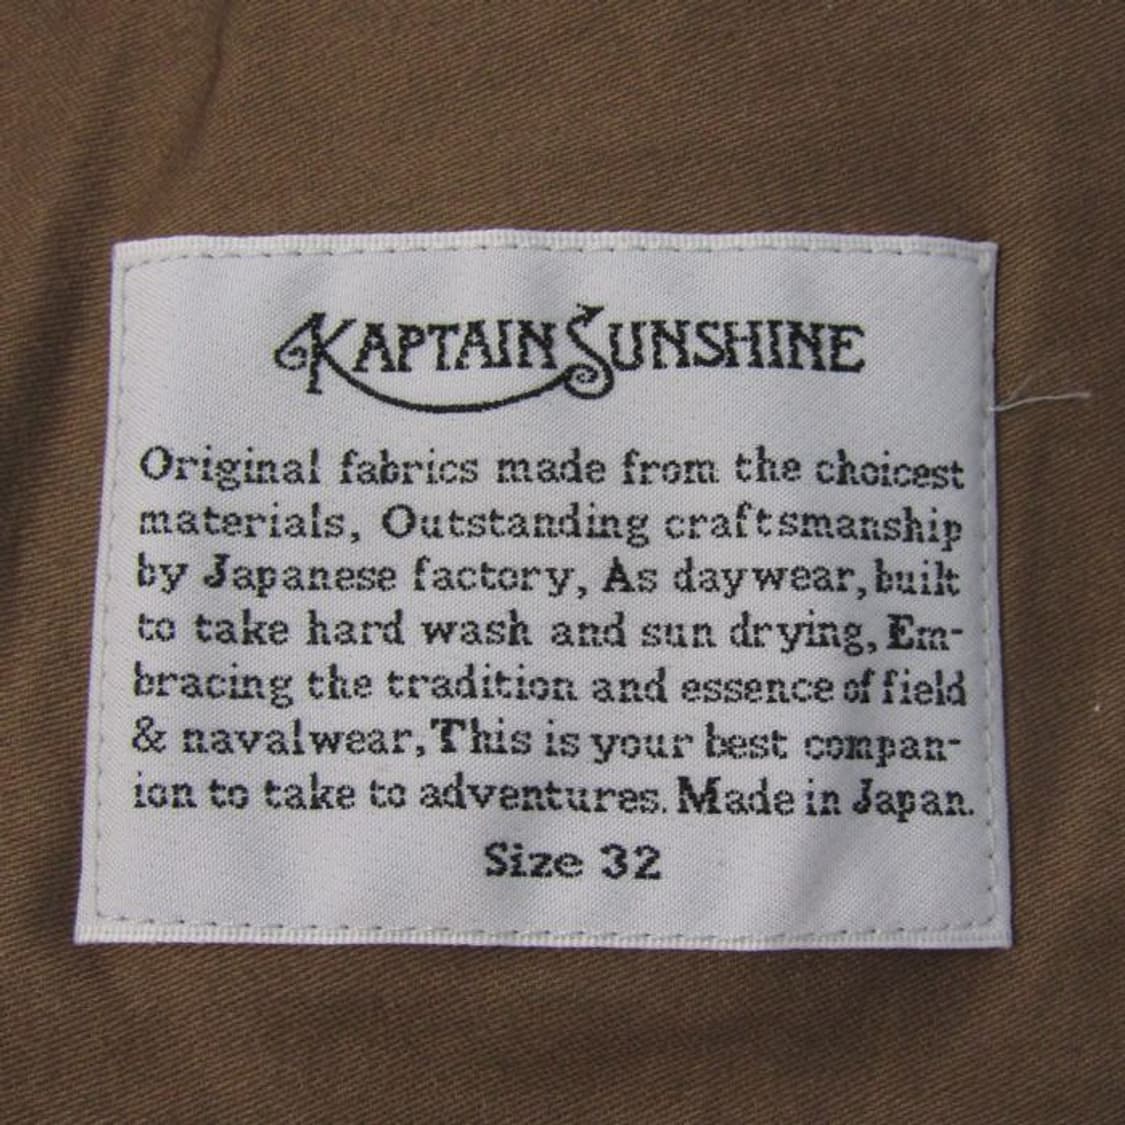 KAPTAIN SUNSHINE
Original fabrics made from the choicest
materials, Outstanding craftsmanship
by Japanese factory, As daywear, built
to take hard wash and sun drying, Em-
bracing the tradition and essence of field
& navalwear, This is your best compan-
ion to take to adventures. Made in Japan.
Size 32